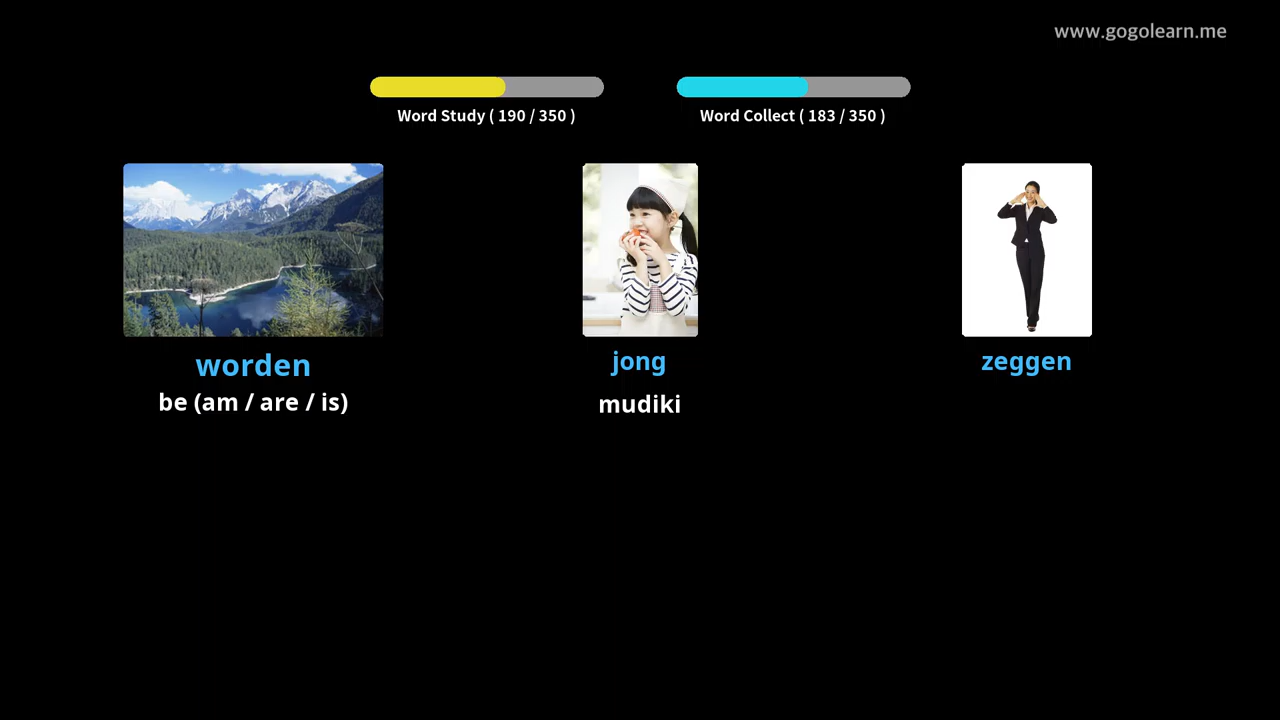 www.gogolearn.me
Word Study ( 190 / 350 )
Word Collect ( 183 / 350 )
worden
be (am / are / is)
jong
mudiki
zeggen